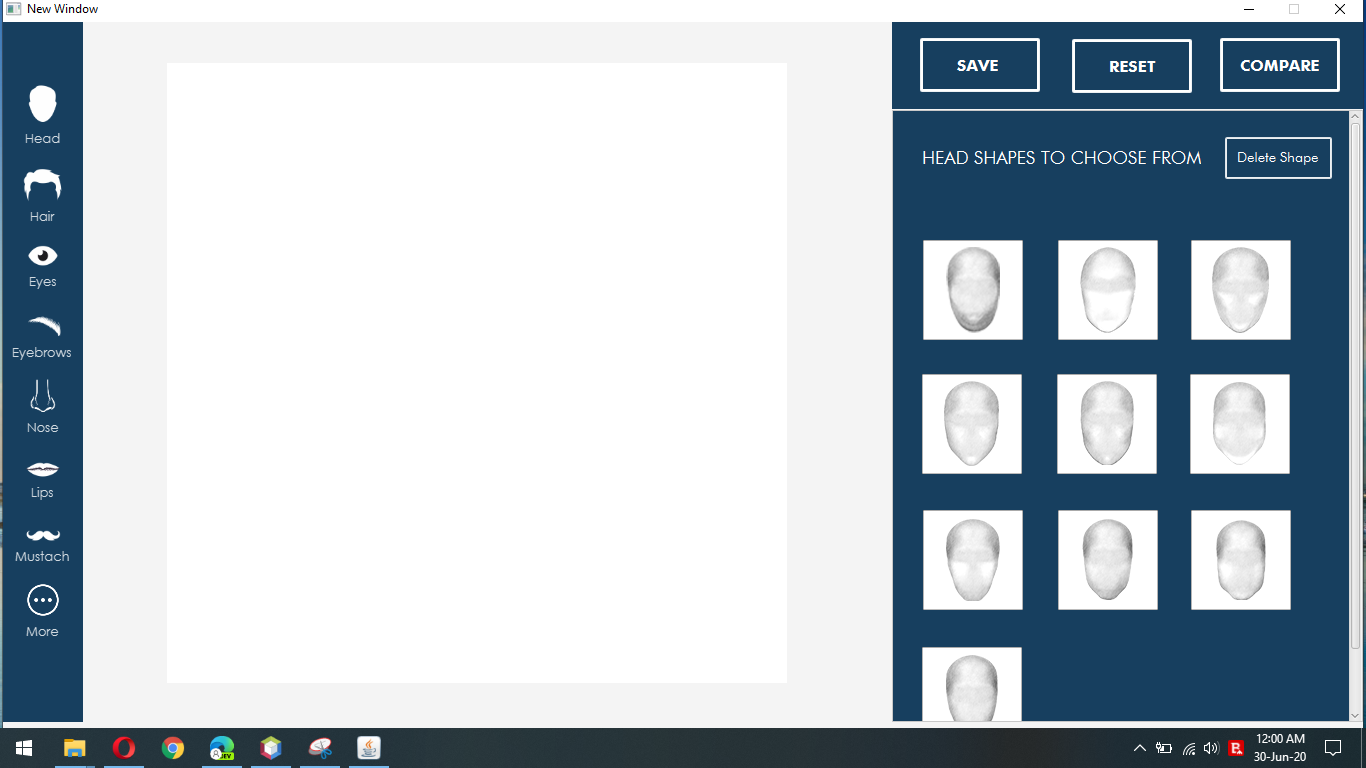 New Window
SAVE
RESET
COMPARE
Head
Hair
Eyes
Eyebrows
Nose
Lips
Mustach
More
HEAD SHAPES TO CHOOSE FROM
Delete Shape
JEY
12:00 AM
30-Jun-20